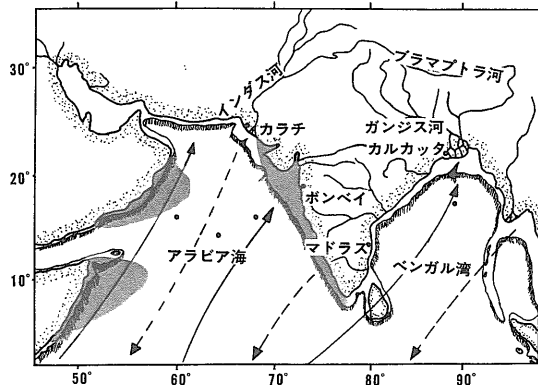 30°
20°
10°
インダス河
ブラマプトラ河
カラチ
ガンジス河
カルカッタ
ボンベイ
マドラス
アラビア海
ベンガル湾
50°
60°
70°
80°
90°